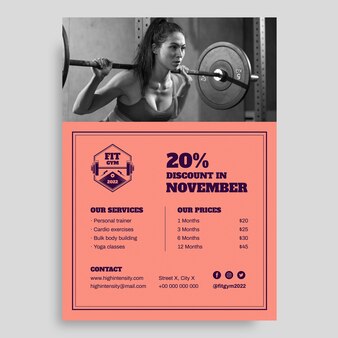 FIT
GYM
2022
20%
DISCOUNT IN
NOVEMBER
OUR SERVICES
· Personal trainer
· Cardio exercises
· Bulk body building
· Yoga classes
OUR PRICES
1 Months $20
3 Months $25
6 Months $30
12 Months $45
CONTACT
www.highintensity.com
highintensity@mail.com
Street X, City X
00 000 00 000
@fitgym2022